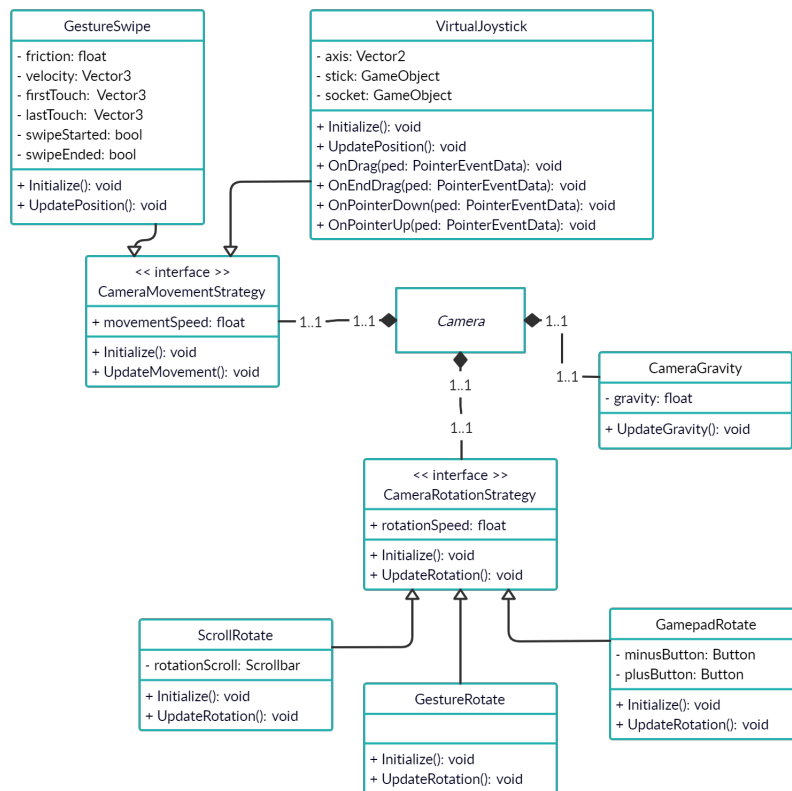 GestureSwipe
- friction: float
- velocity: Vector3
- firstTouch: Vector3
- lastTouch: Vector3
- swipeStarted: bool
- swipeEnded: bool
+ Initialize(): void
+ UpdatePosition(): void
VirtualJoystick
- axis: Vector2
- stick: GameObject
- socket: GameObject
+ Initialize(): void
+ UpdatePosition(): void
+ OnDrag(ped: PointerEventData): void
+ OnEndDrag(ped: PointerEventData): void
+ OnPointerDown(ped: PointerEventData): void
+ OnPointerUp(ped: PointerEventData): void
<< interface >>
CameraMovementStrategy
+ movementSpeed: float
+ Initialize(): void
+ UpdateMovement(): void
1..1
1..1
Camera
1..1
1..1
CameraGravity
- gravity: float
+ UpdateGravity(): void
1..1
1..1
<< interface >>
CameraRotationStrategy
+ rotationSpeed: float
+ Initialize(): void
+ UpdateRotation(): void
ScrollRotate
- rotationScroll: Scrollbar
+ Initialize(): void
+ UpdateRotation(): void
GestureRotate
+ Initialize(): void
+ UpdateRotation(): void
GamepadRotate
- minusButton: Button
- plusButton: Button
+ Initialize(): void
+ UpdateRotation(): void